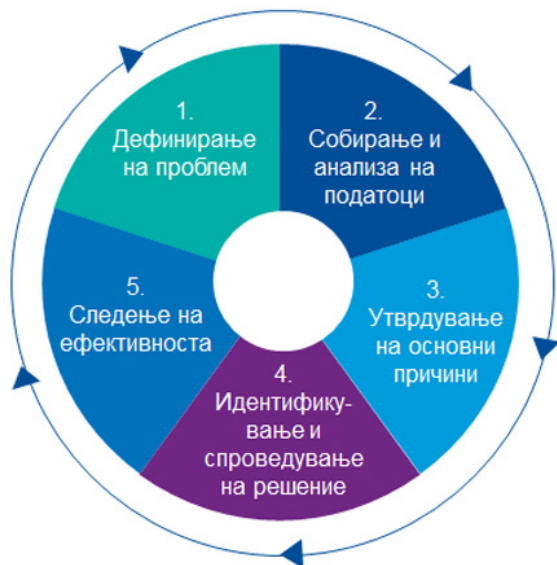 1.
Дефинирање
на проблем
2.
Собирање и
анализа на
податоци
3.
Утврдување
на основни
причини
4.
Идентифику-
вање и
спроведување
на решение
5.
Следење на
ефективноста